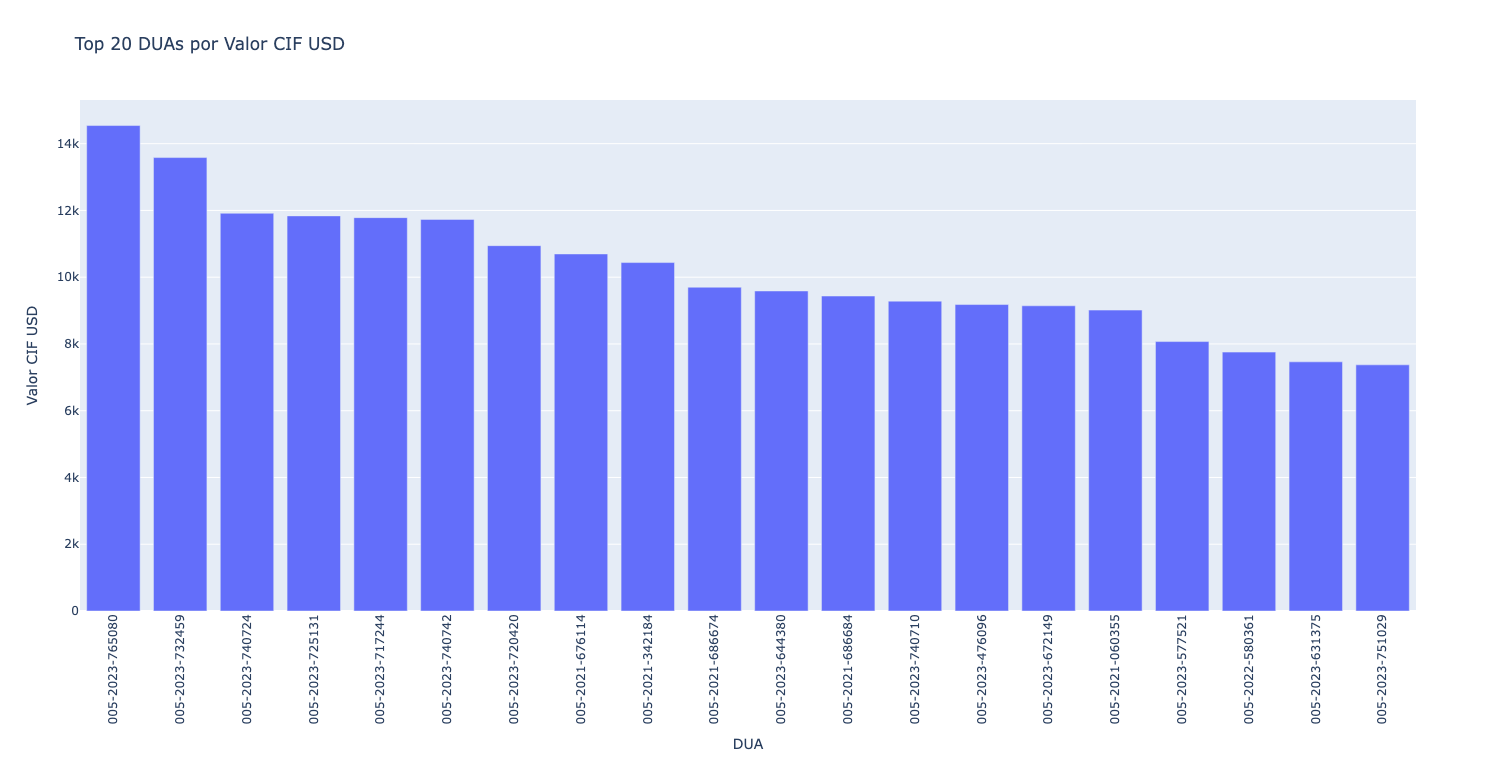 Top 20 DUAs por Valor CIF USD
Valor CIF USD
14k
12k
10k
8k
6k
4k
2k
0
005-2023-765080
005-2023-732459
005-2023-740724
005-2023-725131
005-2023-717244
005-2023-740742
005-2023-720420
005-2021-676114
005-2021-342184
005-2021-686674
005-2023-644380
005-2021-686684
005-2023-740710
005-2023-476096
005-2023-672149
005-2021-060355
005-2023-577521
005-2022-580361
005-2023-631375
005-2023-751029
DUA